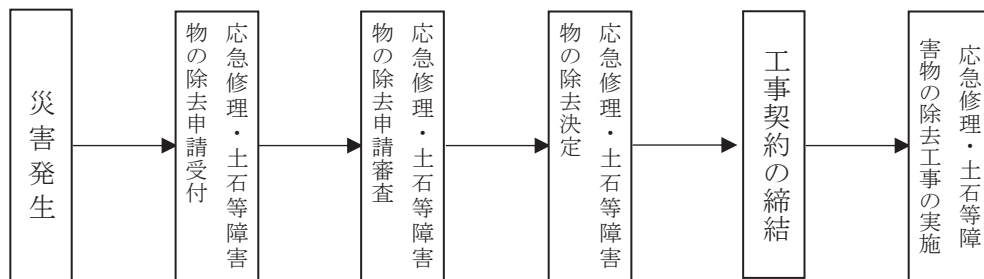 災害発生
応急修理・土石等障害
物の除去申請受付
応急修理・土石等障害
物の除去申請審査
応急修理・土石等障害
物の除去決定
工事契約の締結
応急修理・土石等障
害物の除去工事の実施